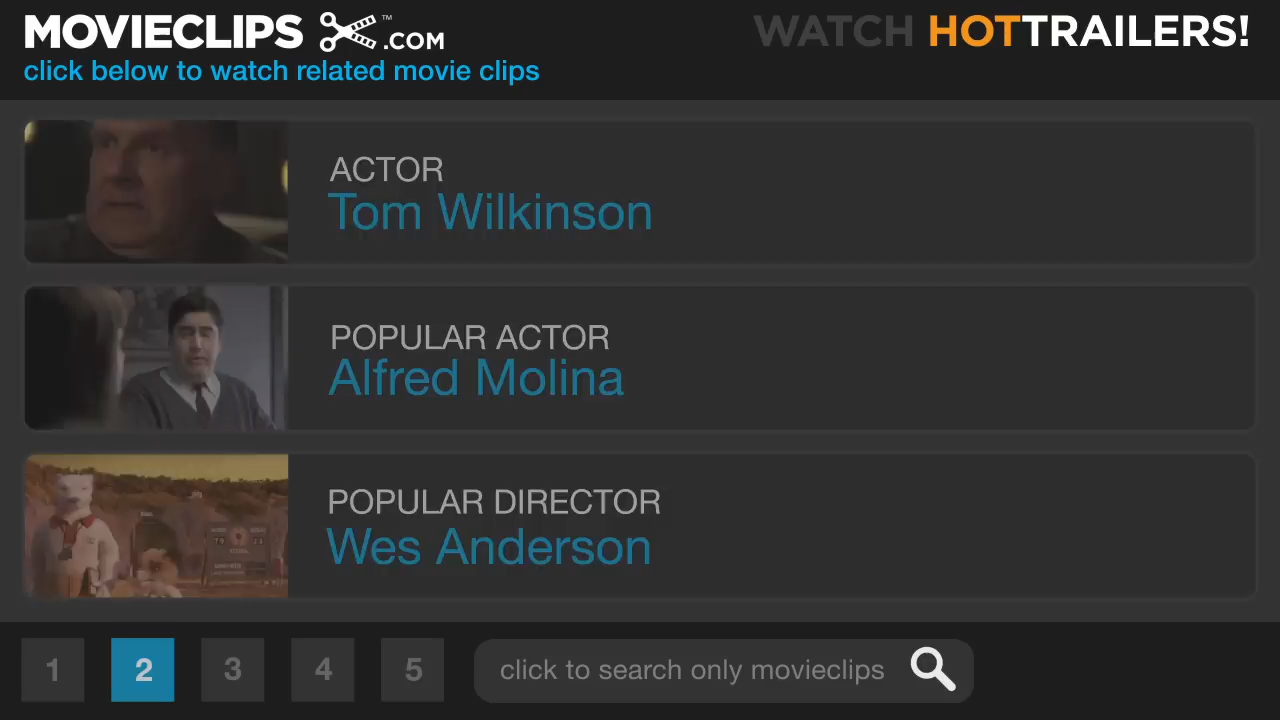 MOVIECLIPS ™ .COM
WATCH HOTTRAILERS!
click below to watch related movie clips
ACTOR
Tom Wilkinson
POPULAR ACTOR
Alfred Molina
POPULAR DIRECTOR
Wes Anderson
1 2 3 4 5 click to search only movieclips